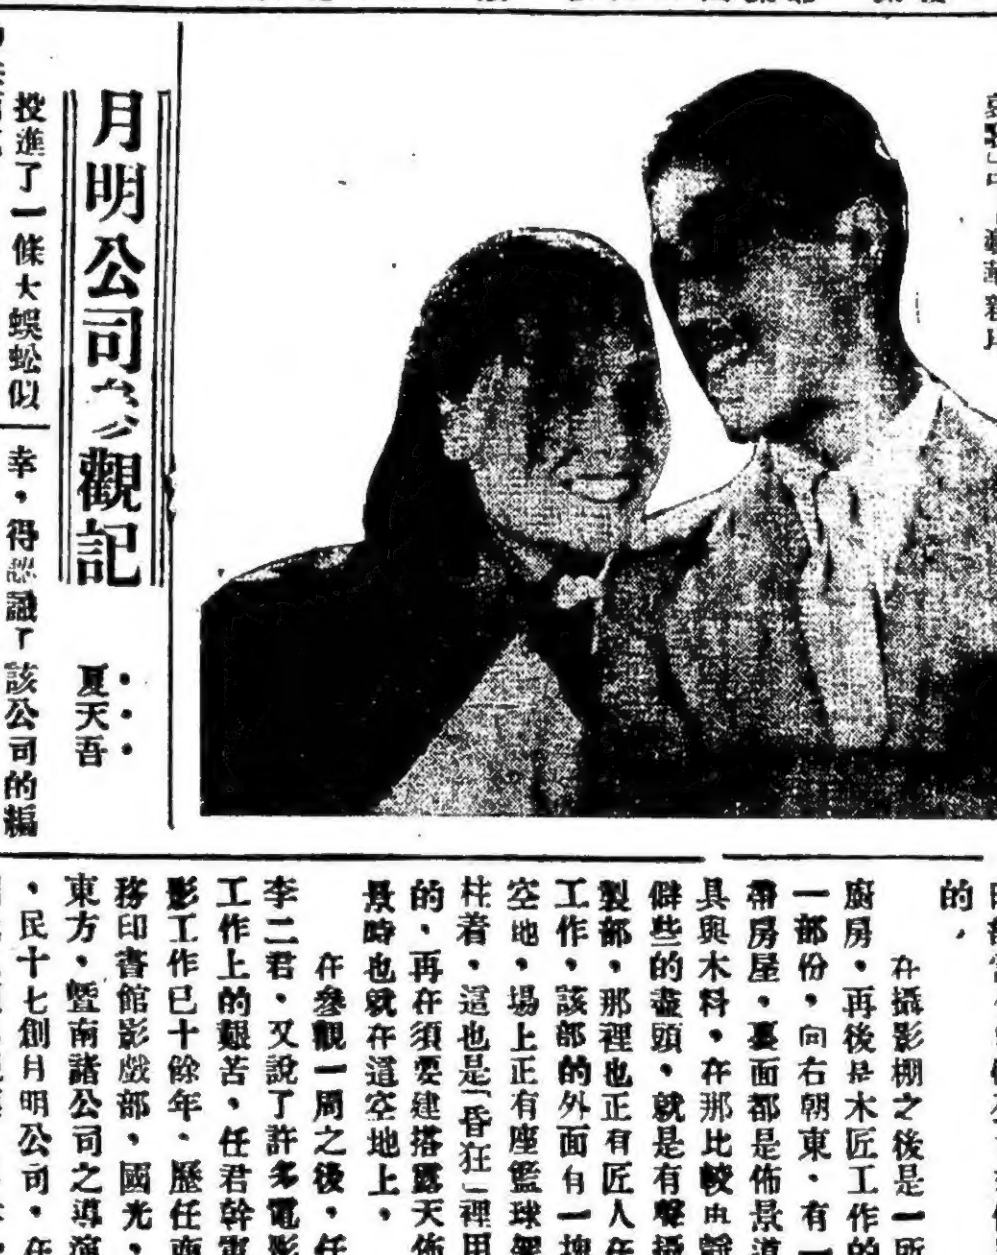 月明公司參觀記
夏天吾
投進了一條大蜈蚣似
幸，得認識了該公司的編
的，
在攝影棚之後是一所
廚房，再後是木匠工作的
一部份，向右朝東，有一
帶房屋，裏面都是佈景道
具與木料，在那比較
僻些的盡頭，就是有聲攝
製部，那裡也正有匠人在
工作，該部的外面有一塊
空地，場上正有座籃球架
柱着，這也是「昏狂」裡用
的，再在須要建搭露天佈
景時也就在這空地上，
在參觀一周之後，任
李二君，又說了許多電影
工作上的艱苦，任君幹電
影工作已十餘年，歷任商
務印書館影戲部，國光，
東方，暨南諸公司之導演
，民十七創月明公司，在